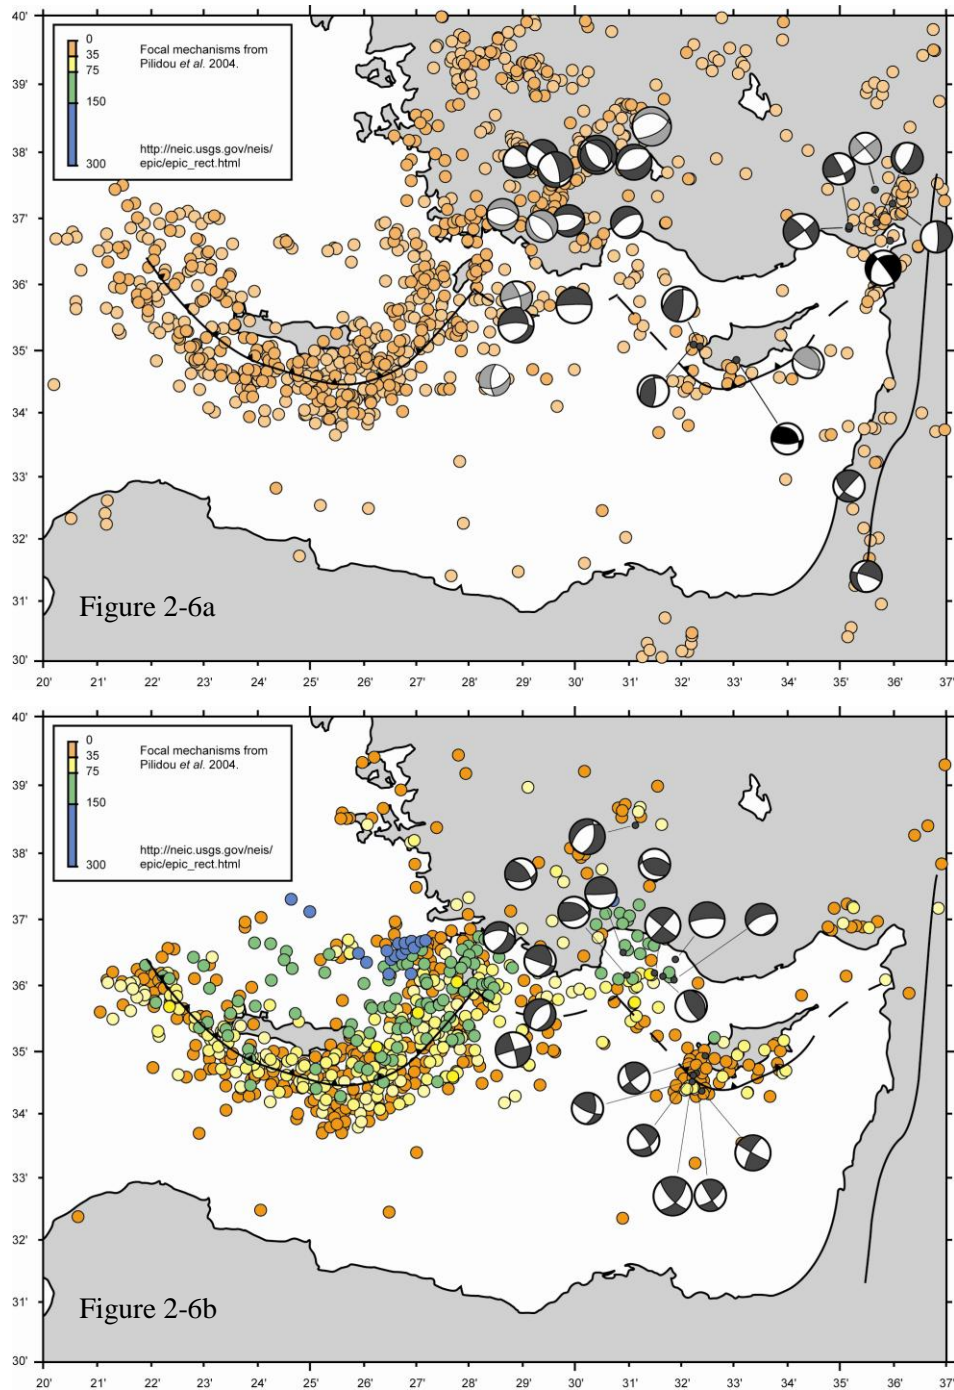 40'
39'
38'
37'
36'
35'
34'
33'
32'
31'
30'
0
35
75
150
300
Focal mechanisms from
Pilidou et al. 2004.
http://neic.usgs.gov/neis/
epic/epic_rect.html
Figure 2-6a
20' 21' 22' 23' 24' 25' 26' 27' 28' 29' 30' 31' 32' 33' 34' 35' 36' 37'
40'
39'
38'
37'
36'
35'
34'
33'
32'
31'
30'
0
35
75
150
300
Focal mechanisms from
Pilidou et al. 2004.
http://neic.usgs.gov/neis/
epic/epic_rect.html
Figure 2-6b
20' 21' 22' 23' 24' 25' 26' 27' 28' 29' 30' 31' 32' 33' 34' 35' 36' 37'